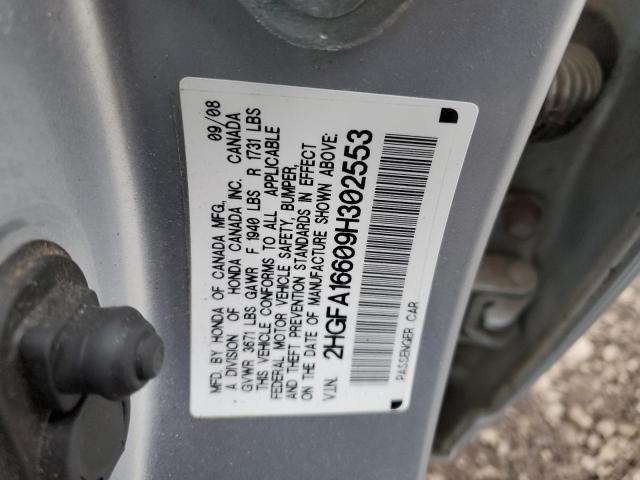 MFD. BY HONDA OF CANADA MFG. 09/08
A DIVISION OF HONDA CANADA INC. CANADA
GVWR 3671 LBS GAWR F 1940 LBS R 1731 LBS
THIS VEHICLE CONFORMS TO ALL APPLICABLE
FEDERAL MOTOR VEHICLE SAFETY, BUMPER,
AND THEFT PREVENTION STANDARDS IN EFFECT
ON THE DATE OF MANUFACTURE SHOWN ABOVE.
V.I.N. 2HGFA16609H302553
PASSENGER CAR